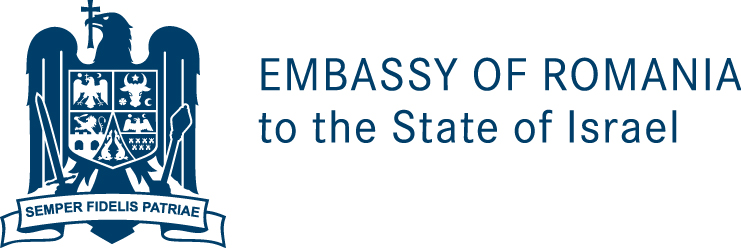 EMBASSY OF ROMANIA
to the State of Israel
SEMPER FIDELIS PATRIAE